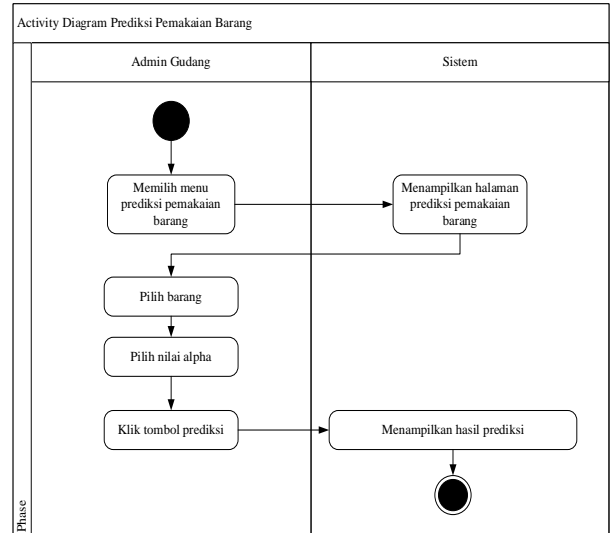 Activity Diagram Prediksi Pemakaian Barang
Admin Gudang
Sistem
Memilih menu
prediksi pemakaian
barang
Menampilkan halaman
prediksi pemakaian
barang
Pilih barang
Pilih nilai alpha
Klik tombol prediksi
Menampilkan hasil prediksi
Phase